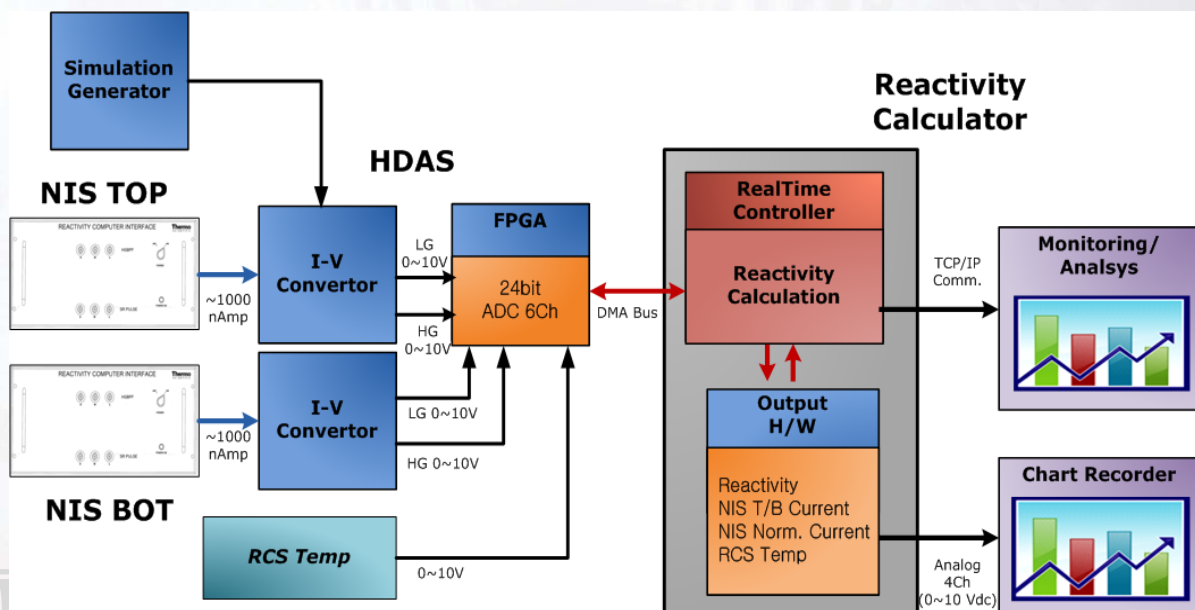 Simulation
Generator
HDAS
Reactivity
Calculator
NIS TOP
REACTIVITY COMPUTER INTERFACE
Thermo
~1000
nAmp
I-V
Convertor
LG
0~10V
HG
0~10V
FPGA
24bit
ADC 6Ch
DMA Bus
RealTime
Controller
Reactivity
Calculation
TCP/IP
Comm.
Monitoring/
Analsys
REACTIVITY COMPUTER INTERFACE
Thermo
NIS BOT
~1000
nAmp
I-V
Convertor
LG 0~10V
HG 0~10V
RCS Temp
0~10V
Output
H/W
Reactivity
NIS T/B Current
NIS Norm. Current
RCS Temp
Analog
4Ch
(0~10 Vdc)
Chart Recorder